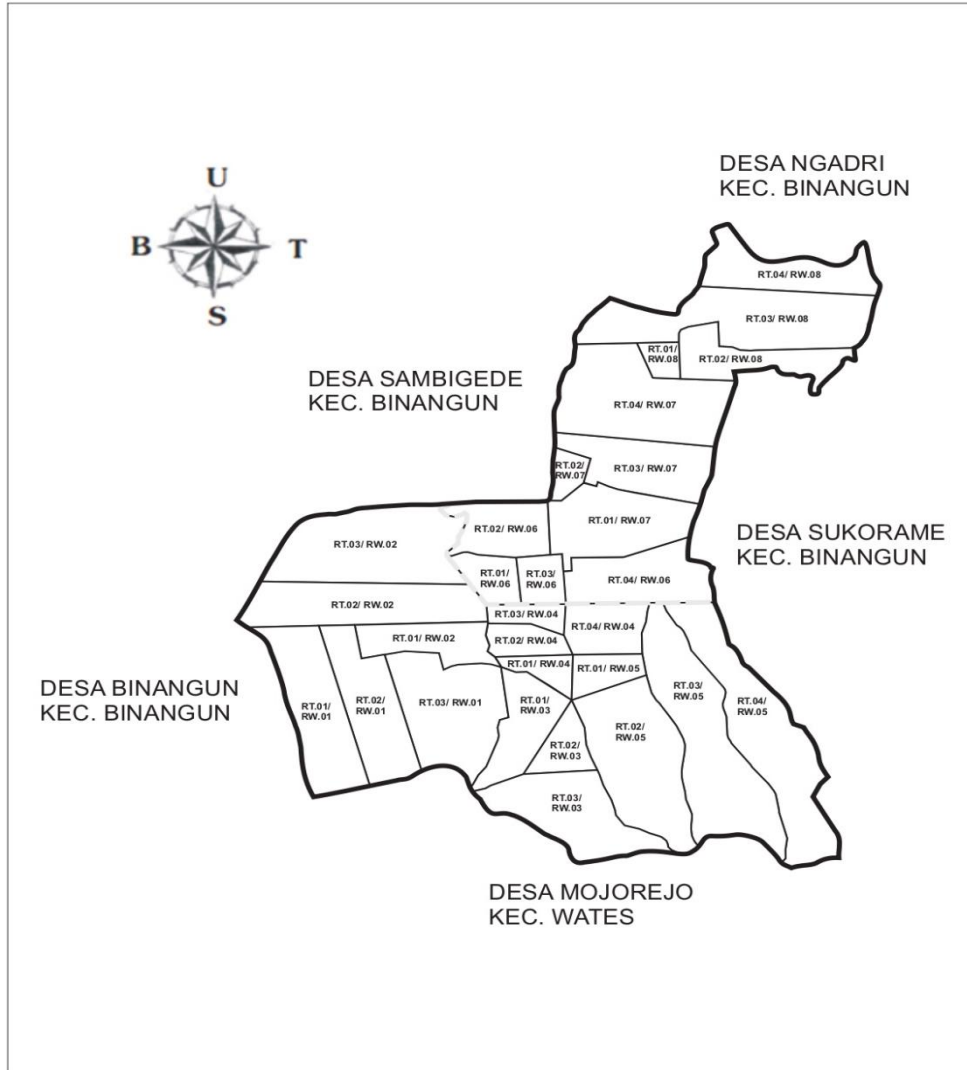 DESA NGADRI
KEC. BINANGUN
U
B
T
S
RT.04/ RW.08
RT.03/ RW.08
RT.01/
RW.08
RT.02/ RW.08
DESA SAMBIGEDE
KEC. BINANGUN
RT.04/ RW.07
RT.02/
RW.07
RT.03/ RW.07
RT.01/ RW.07
DESA SUKORAME
KEC. BINANGUN
RT.02/ RW.06
RT.03/ RW.02
RT.01/
RW.06
RT.03/
RW.06
RT.04/ RW.06
RT.02/ RW.02
RT.03/ RW.04
RT.04/ RW.04
RT.01/ RW.02
RT.02/ RW.04
RT.01/ RW.04
RT.01/ RW.05
DESA BINANGUN
KEC. BINANGUN
RT.01/
RW.01
RT.02/
RW.01
RT.03/ RW.01
RT.01/
RW.03
RT.02/
RW.05
RT.03/
RW.05
RT.04/
RW.05
RT.02/
RW.03
RT.03/
RW.03
DESA MOJOREJO
KEC. WATES